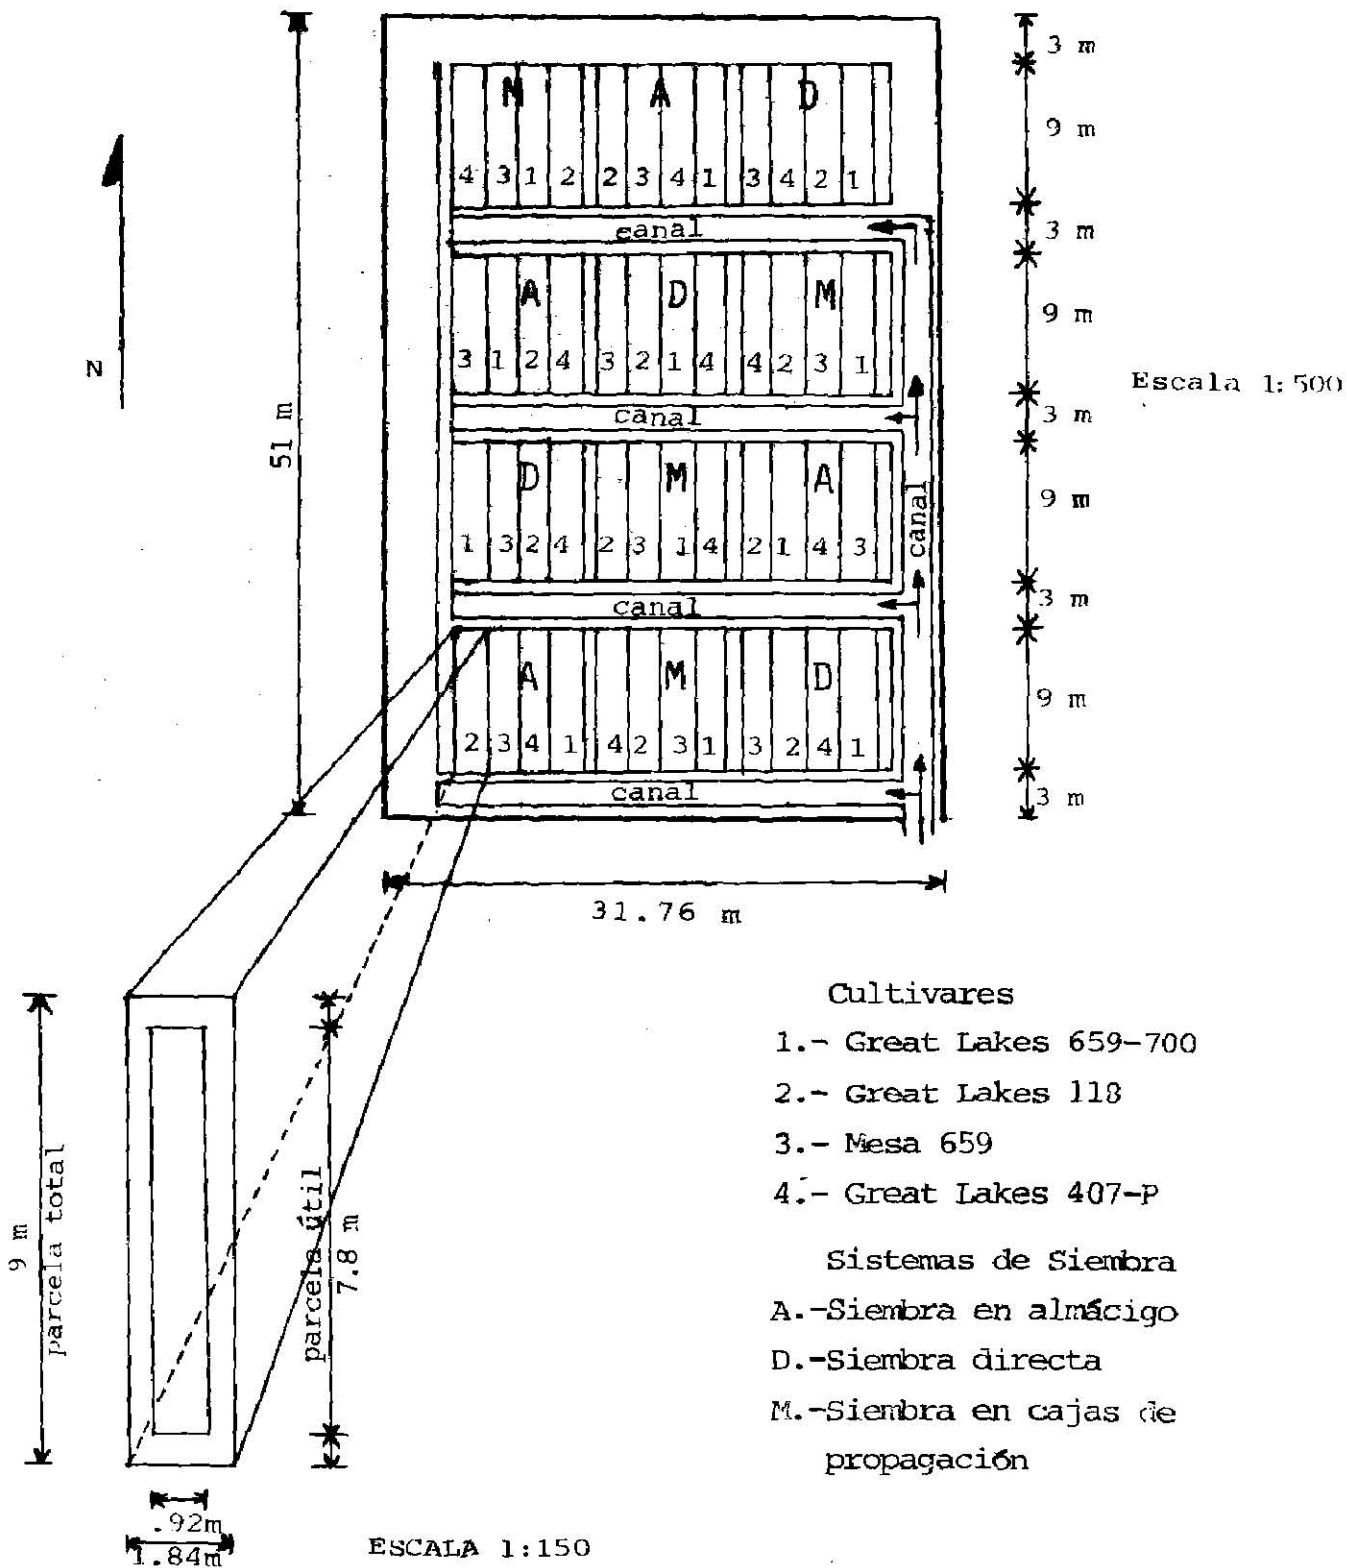 3 m
M A D
9 m
4 3 1 2 2 3 4 1 3 4 2 1
canal
3 m
A D M
9 m
N
3 1 2 4 3 2 1 4 4 2 3 1
Escala 1:500
canal
3 m
51 m
D M A
9 m
canal
1 3 2 4 2 3 1 4 2 1 4 3
canal
3 m
A M D
9 m
2 3 4 1 4 2 3 1 3 2 4 1
canal
3 m
31.76 m
Cultivares
1.- Great Lakes 659-700
2.- Great Lakes 118
3.- Mesa 659
4.- Great Lakes 407-P
Sistemas de Siembra
A.-Siembra en almácigo
D.-Siembra directa
M.-Siembra en cajas de
propagación
9 m
parcela total
parcela útil
7.8 m
.92m
1.84m
ESCALA 1:150